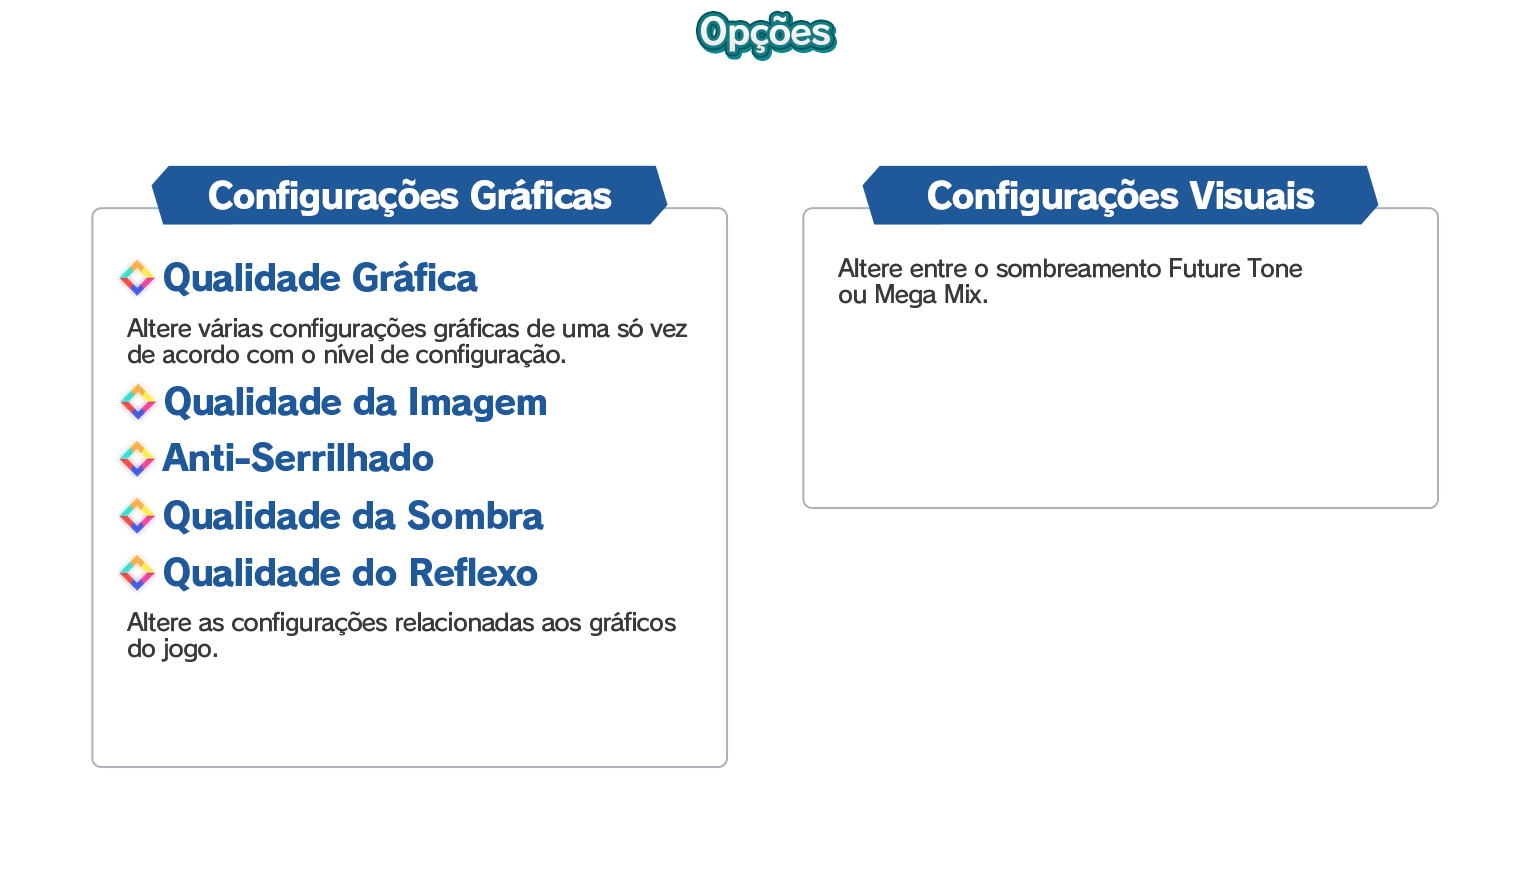 Opções
Configurações Gráficas
Qualidade Gráfica
Altere várias configurações gráficas de uma só vez
de acordo com o nível de configuração.
Qualidade da Imagem
Anti-Serrilhado
Qualidade da Sombra
Qualidade do Reflexo
Altere as configurações relacionadas aos gráficos
do jogo.
Configurações Visuais
Altere entre o sombreamento Future Tone
ou Mega Mix.